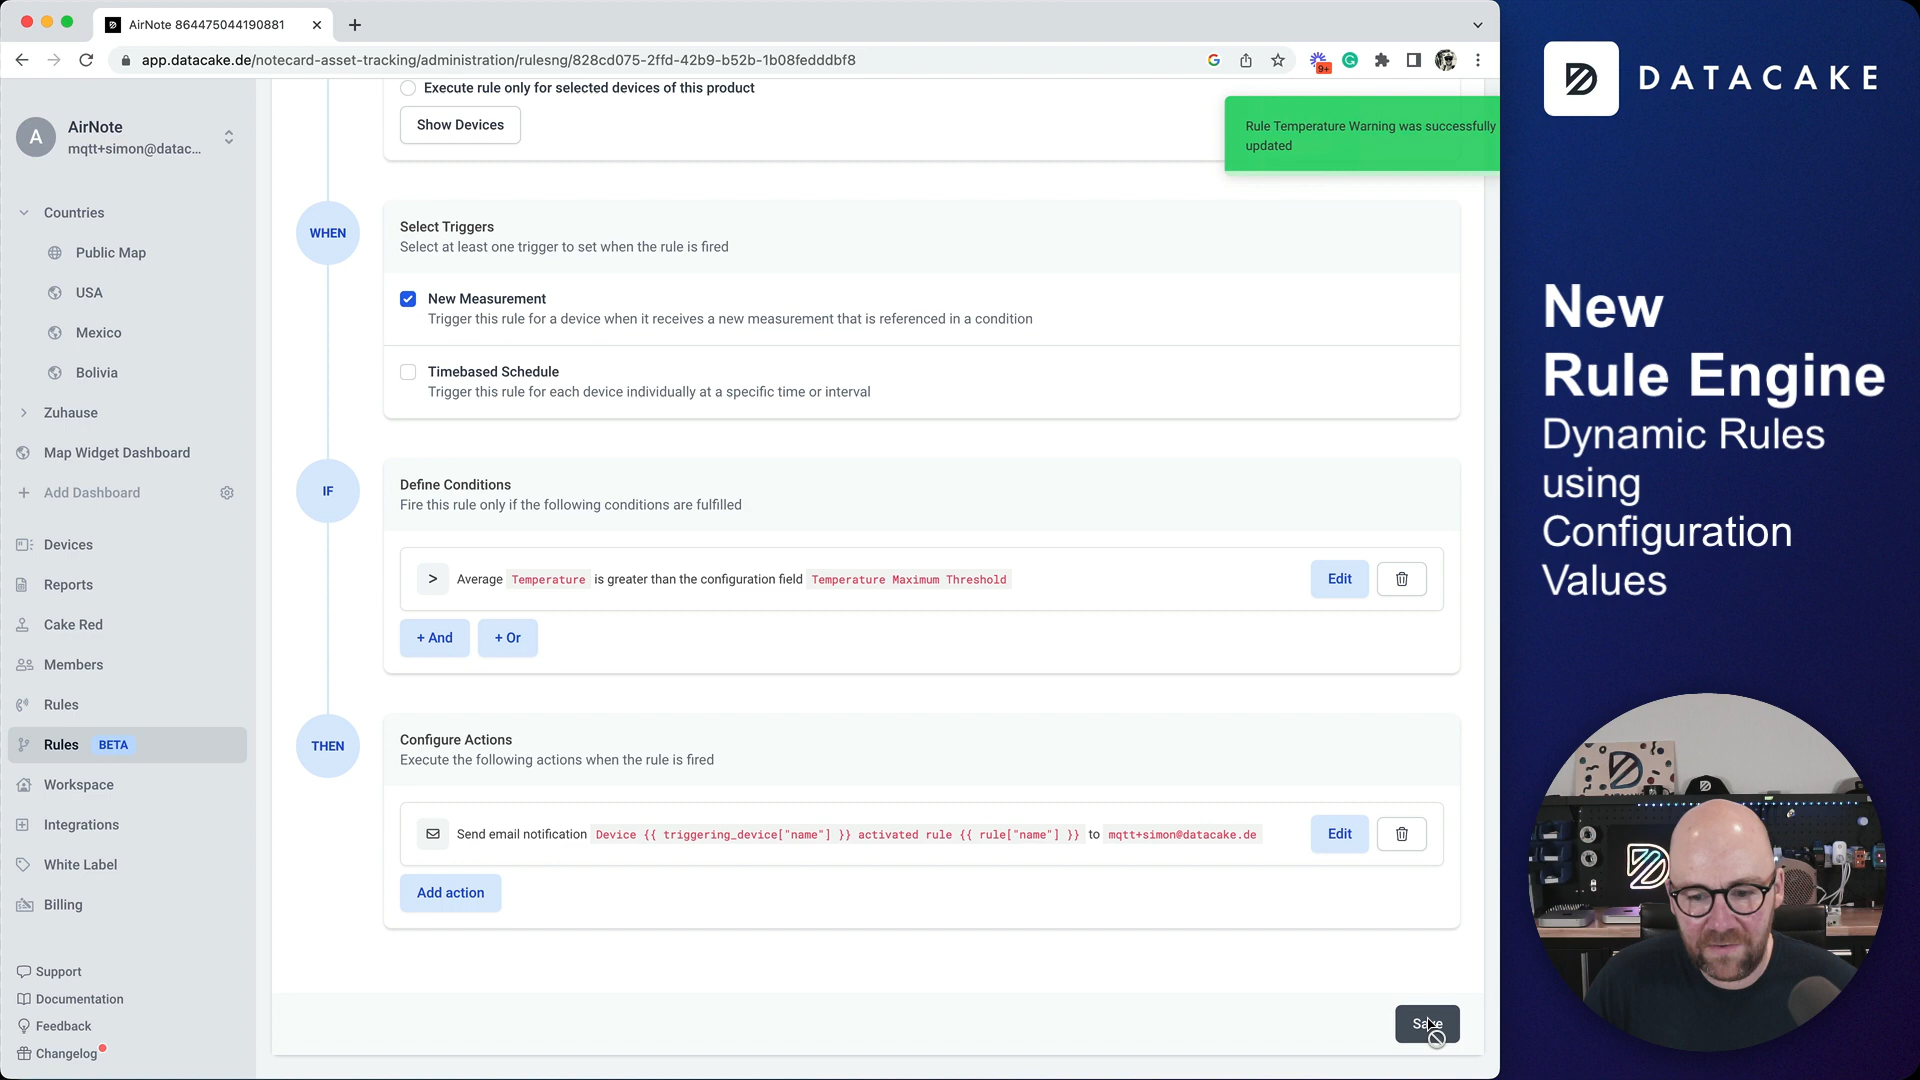 AirNote 864475044190881
app.datacake.de/notecard-asset-tracking/administration/rulesng/828cd075-2ffd-42b9-b52b-1b08fedddbf8
9+
A
AirNote
mqtt+simon@datac...
Countries
Public Map
USA
Mexico
Bolivia
Zuhause
Map Widget Dashboard
Add Dashboard
Devices
Reports
Cake Red
Members
Rules
Rules BETA
Workspace
Integrations
White Label
Billing
Support
Documentation
Feedback
Changelog
Execute rule only for selected devices of this product
Show Devices
Rule Temperature Warning was successfully
updated
WHEN
Select Triggers
Select at least one trigger to set when the rule is fired
New Measurement
Trigger this rule for a device when it receives a new measurement that is referenced in a condition
Timebased Schedule
Trigger this rule for each device individually at a specific time or interval
IF
Define Conditions
Fire this rule only if the following conditions are fulfilled
> Average Temperature is greater than the configuration field Temperature Maximum Threshold
Edit
+ And + Or
THEN
Configure Actions
Execute the following actions when the rule is fired
Send email notification Device {{ triggering_device["name"] }} activated rule {{ rule["name"] }} to mqtt+simon@datacake.de
Edit
Add action
Save
DATACAKE
New
Rule Engine
Dynamic Rules
using
Configuration
Values